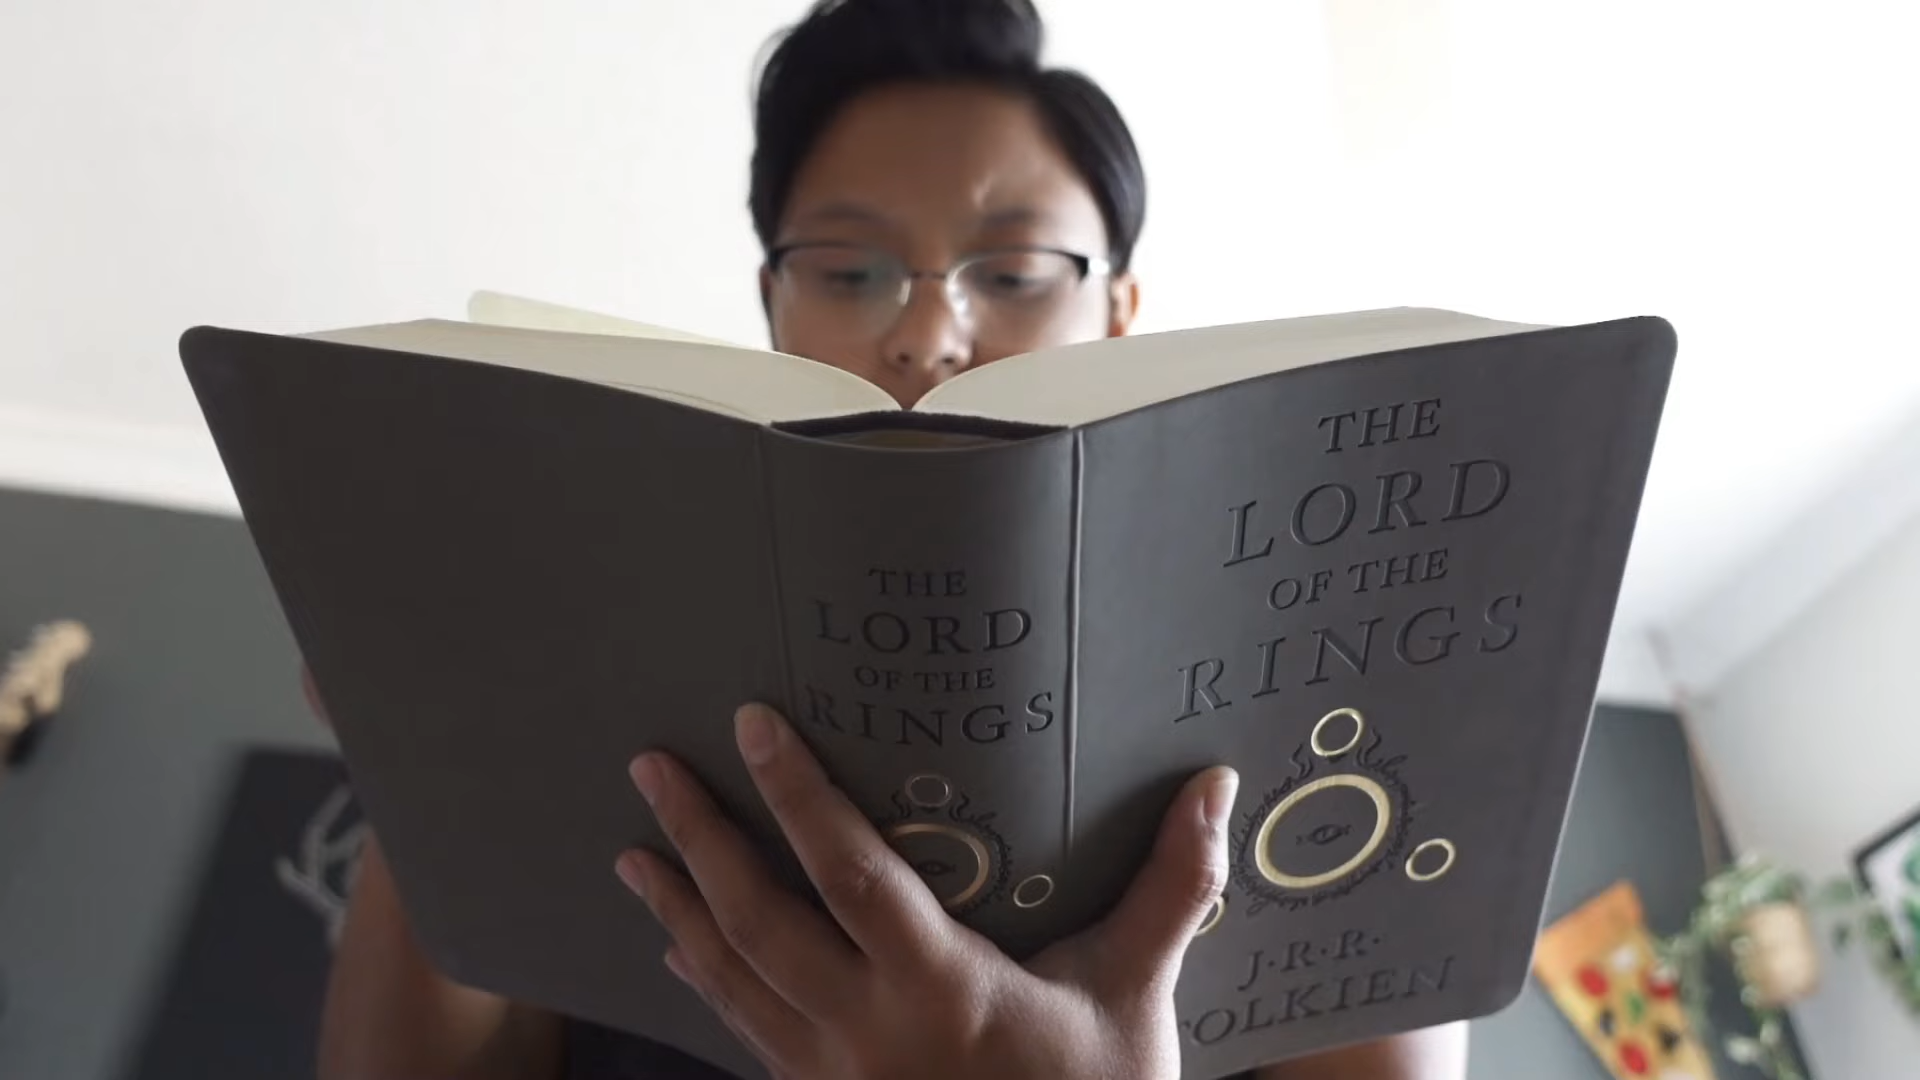 THE
LORD
OF THE
RINGS
THE
LORD
OF THE
RINGS
J·R·R·
TOLKIEN